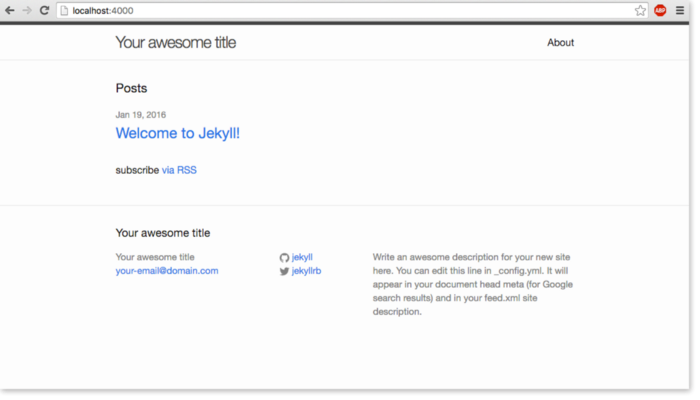 localhost:4000
ABP
Your awesome title
About
Posts
Jan 19, 2016
Welcome to Jekyll!
subscribe via RSS
Your awesome title
Your awesome title
your-email@domain.com
jekyll
jekyllrb
Write an awesome description for your new site
here. You can edit this line in _config.yml. It will
appear in your document head meta (for Google
search results) and in your feed.xml site
description.